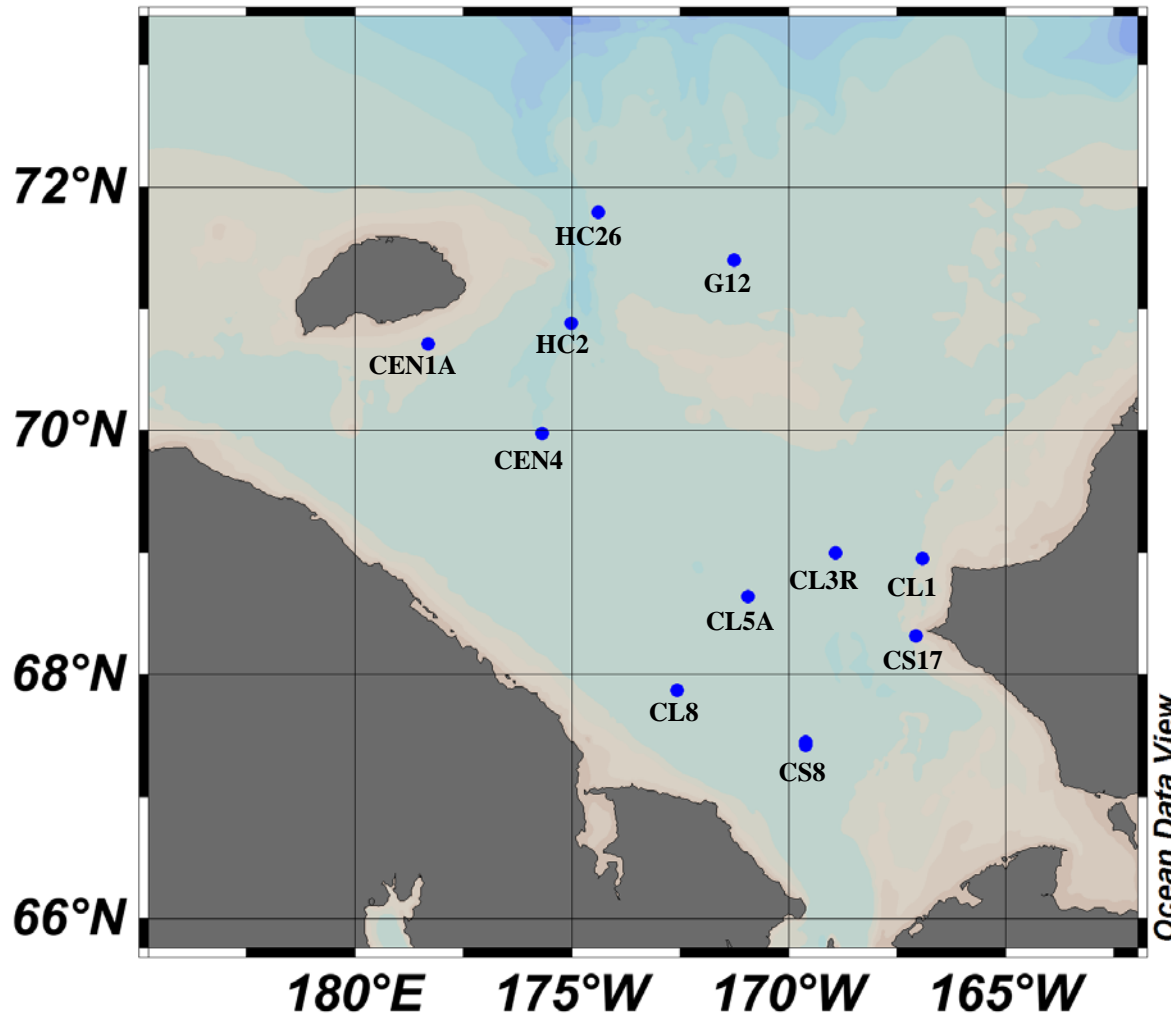 72°N
HC26
G12
HC2
CEN1A
70°N
CEN4
CL3R
CL1
CL5A
CS17
68°N
CL8
CS8
66°N
180°E 175°W 170°W 165°W
Ocean Data View